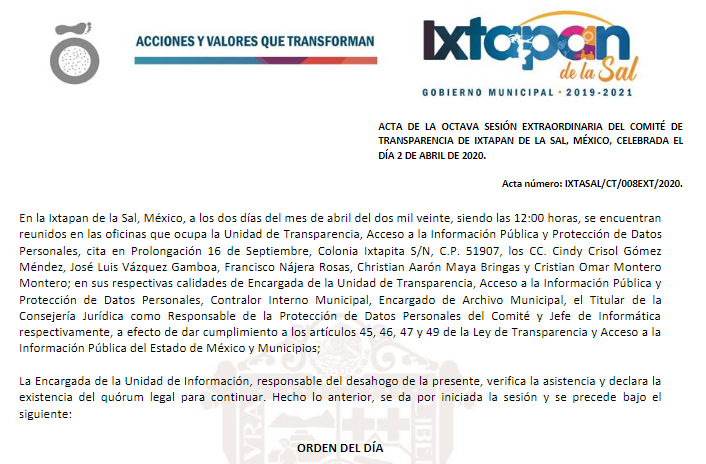 ACCIONES Y VALORES QUE TRANSFORMAN
Ixtapan
de la Sal
GOBIERNO MUNICIPAL • 2019-2021
ACTA DE LA OCTAVA SESIÓN EXTRAORDINARIA DEL COMITÉ DE
TRANSPARENCIA DE IXTAPAN DE LA SAL, MÉXICO, CELEBRADA EL
DÍA 2 DE ABRIL DE 2020.
Acta número: IXTASAL/CT/008EXT/2020.
En la Ixtapan de la Sal, México, a los dos días del mes de abril del dos mil veinte, siendo las 12:00 horas, se encuentran
reunidos en las oficinas que ocupa la Unidad de Transparencia, Acceso a la Información Pública y Protección de Datos
Personales, cita en Prolongación 16 de Septiembre, Colonia Ixtapita S/N, C.P. 51907, los CC. Cindy Crisol Gómez
Méndez, José Luis Vázquez Gamboa, Francisco Nájera Rosas, Christian Aarón Maya Bringas y Cristian Omar Montero
Montero; en sus respectivas calidades de Encargada de la Unidad de Transparencia, Acceso a la Información Pública y
Protección de Datos Personales, Contralor Interno Municipal, Encargado de Archivo Municipal, el Titular de la
Consejería Jurídica como Responsable de la Protección de Datos Personales del Comité y Jefe de Informática
respectivamente, a efecto de dar cumplimiento a los artículos 45, 46, 47 y 49 de la Ley de Transparencia y Acceso a la
Información Pública del Estado de México y Municipios;
La Encargada de la Unidad de Información, responsable del desahogo de la presente, verifica la asistencia y declara la
existencia del quórum legal para continuar. Hecho lo anterior, se da por iniciada la sesión y se precede bajo el
siguiente:
ORDEN DEL DÍA